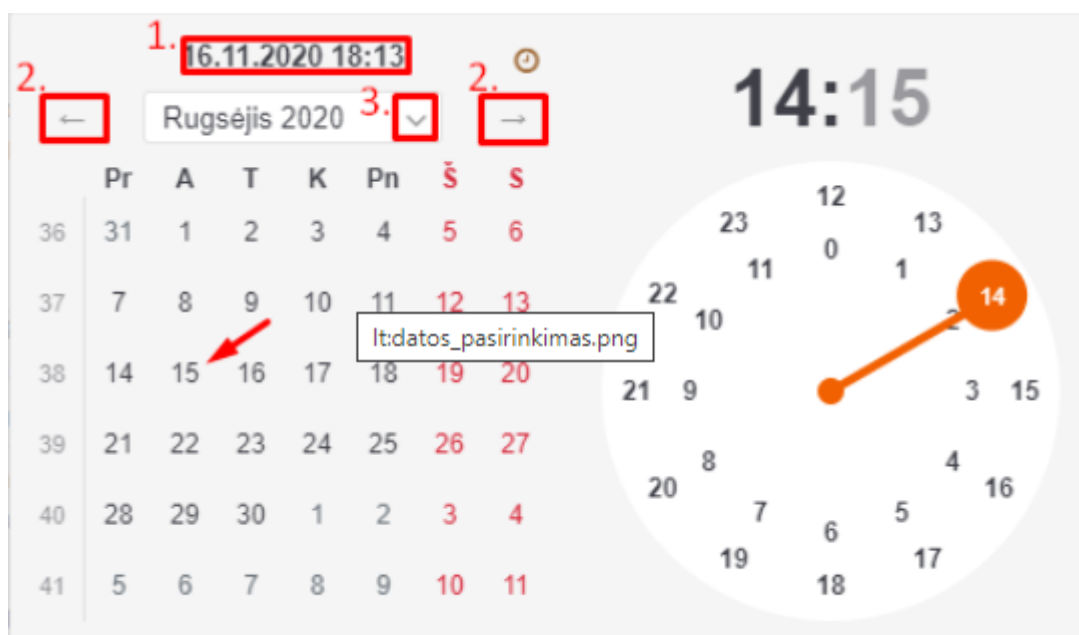 1. 16.11.2020 18:13
2. ← Rugsėjis 2020 3. 2. →
Pr A T K Pn Š S
36 31 1 2 3 4 5 6
37 7 8 9 10 11 12 13
lt:datos_pasirinkimas.png
38 14 15 16 17 18 19 20
39 21 22 23 24 25 26 27
40 28 29 30 1 2 3 4
41 5 6 7 8 9 10 11
14:15
12
23 13
0
11 1
22 14
10 2
21 9 3 15
8 4
20 16
7 5
6
19 17
18